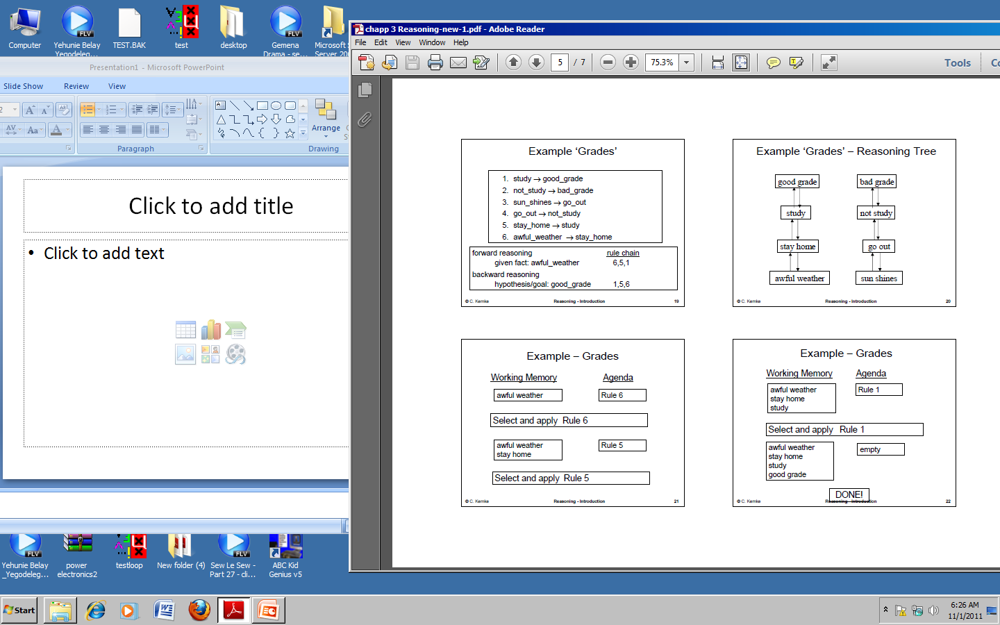 Computer
Yehunie Belay
Yegodeleg...
TEST.BAK
test
desktop
Gemena
Drama - se...
Microsoft S
Server 200
Presentation1 - Microsoft PowerPoint
Slide Show
Review
View
Paragraph
Arrange
Drawing
Click to add title
• Click to add text
chapp 3 Reasoning-new-1.pdf - Adobe Reader
File Edit View Window Help
5 / 7
75.3%
Tools
Co
Example ‘Grades’
1. study → good_grade
2. not_study → bad_grade
3. sun_shines → go_out
4. go_out → not_study
5. stay_home → study
6. awful_weather → stay_home
forward reasoning rule chain
given fact: awful_weather 6,5,1
backward reasoning
hypothesis/goal: good_grade 1,5,6
© C. Kemke Reasoning - Introduction 19
Example ‘Grades’ – Reasoning Tree
good grade bad grade
study not study
stay home go out
awful weather sun shines
© C. Kemke Reasoning - Introduction 20
Example – Grades
Working Memory Agenda
awful weather Rule 6
Select and apply Rule 6
awful weather Rule 5
stay home
Select and apply Rule 5
© C. Kemke Reasoning - Introduction 21
Example – Grades
Working Memory Agenda
awful weather Rule 1
stay home
study
Select and apply Rule 1
awful weather empty
stay home
study
good grade
DONE!
© C. Kemke Reasoning - Introduction 22
Yehunie Belay
_Yegodeleg...
power
electronics2
testloop
New folder (4)
Sew Le Sew -
Part 27 - cli...
ABC Kid
Genius v5
Start
6:26 AM
11/1/2011